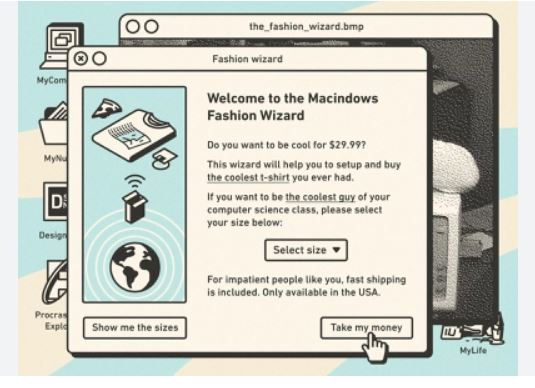 the_fashion_wizard.bmp
Fashion wizard
MyCom
MyNu
D
Design
Procras
Explo
Welcome to the Macindows
Fashion Wizard
Do you want to be cool for $29.99?
This wizard will help you to setup and buy
the coolest t-shirt you ever had.
If you want to be the coolest guy of your
computer science class, please select
your size below:
Select size
For impatient people like you, fast shipping
is included. Only available in the USA.
Show me the sizes
Take my money
MyLife